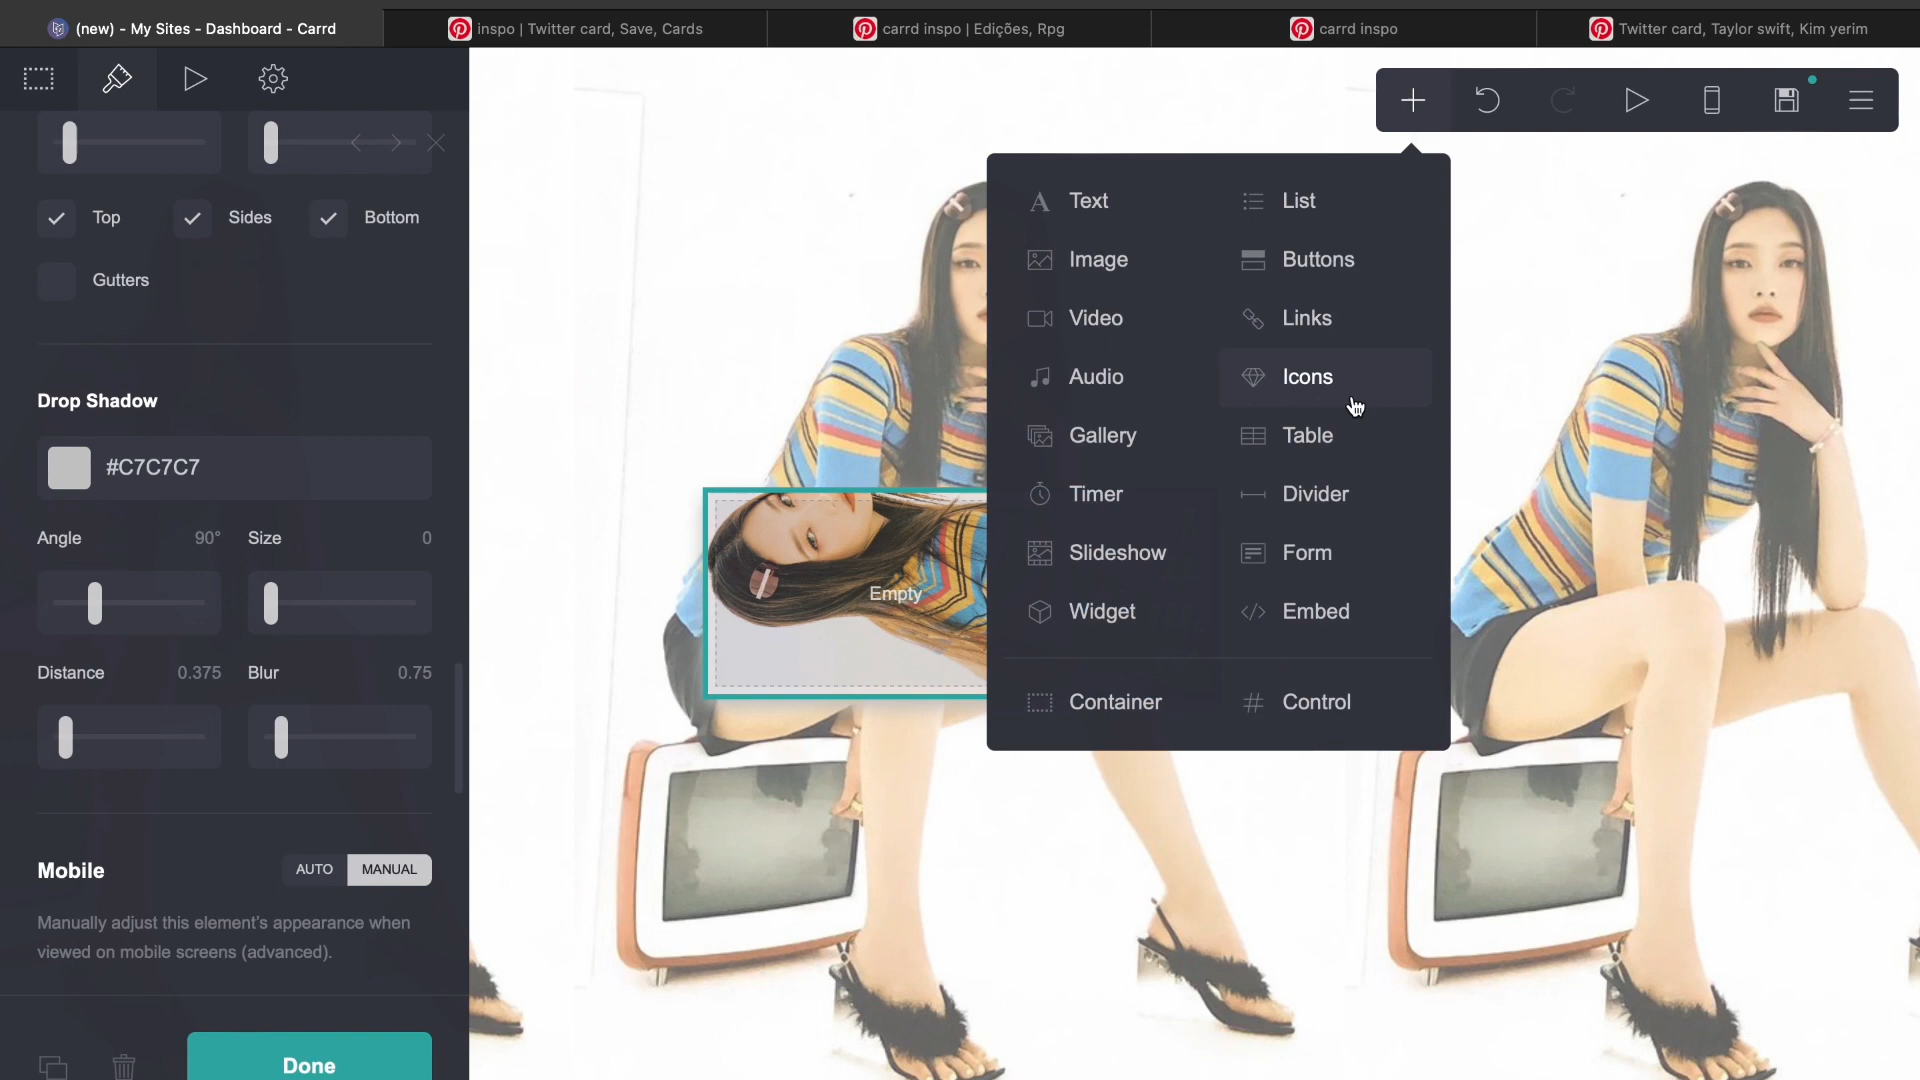 (new) - My Sites - Dashboard - Carrd
inspo | Twitter card, Save, Cards
carrd inspo | Edições, Rpg
carrd inspo
Twitter card, Taylor swift, Kim yerim
Top
Sides
Bottom
Gutters
Drop Shadow
#C7C7C7
Angle 90°
Size 0
Distance 0.375
Blur 0.75
Mobile
AUTO
MANUAL
Manually adjust this element's appearance when
viewed on mobile screens (advanced).
Done
Empty
Text
List
Image
Buttons
Video
Links
Audio
Icons
Gallery
Table
Timer
Divider
Slideshow
Form
Widget
Embed
Container
Control